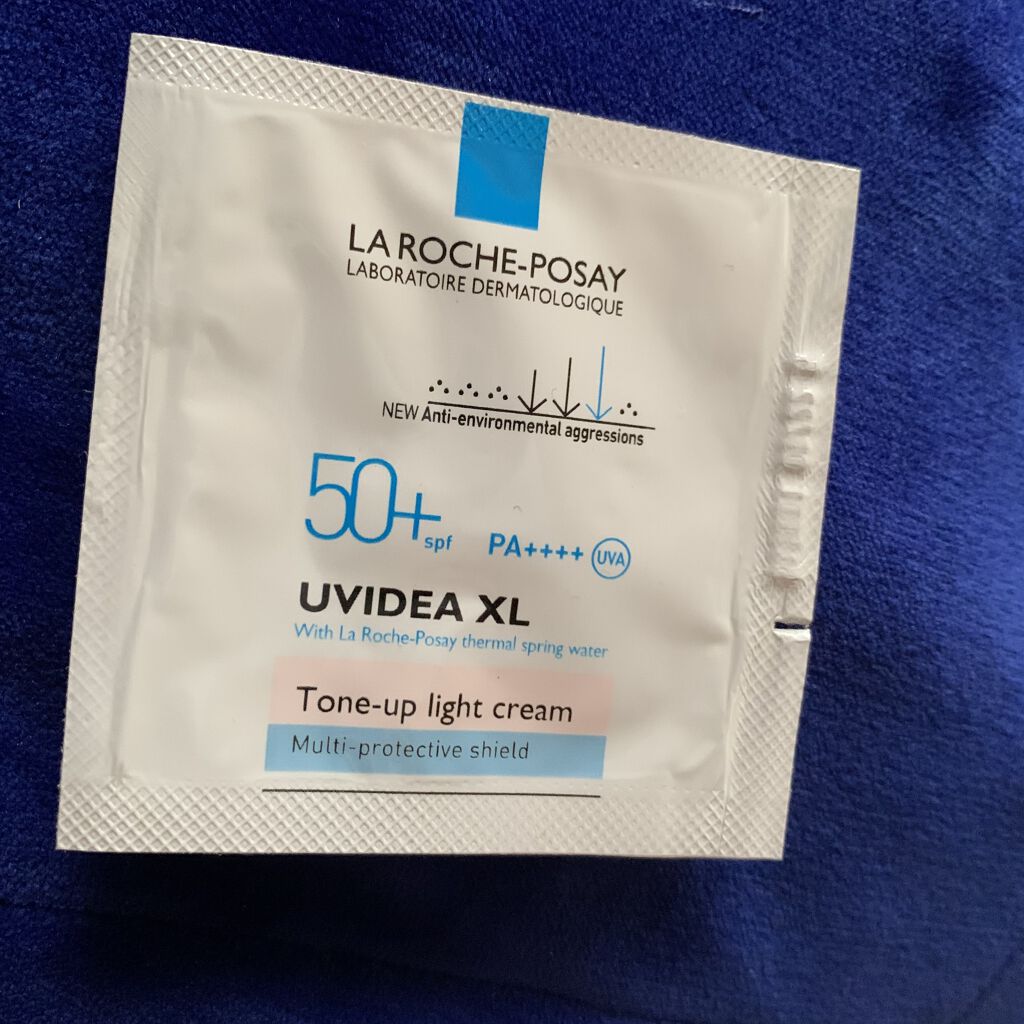 LA ROCHE-POSAY
LABORATOIRE DERMATOLOGIQUE
NEW Anti-environmental aggressions
50+ spf PA++++ UVA
UVIDEA XL
With La Roche-Posay thermal spring water
Tone-up light cream
Multi-protective shield